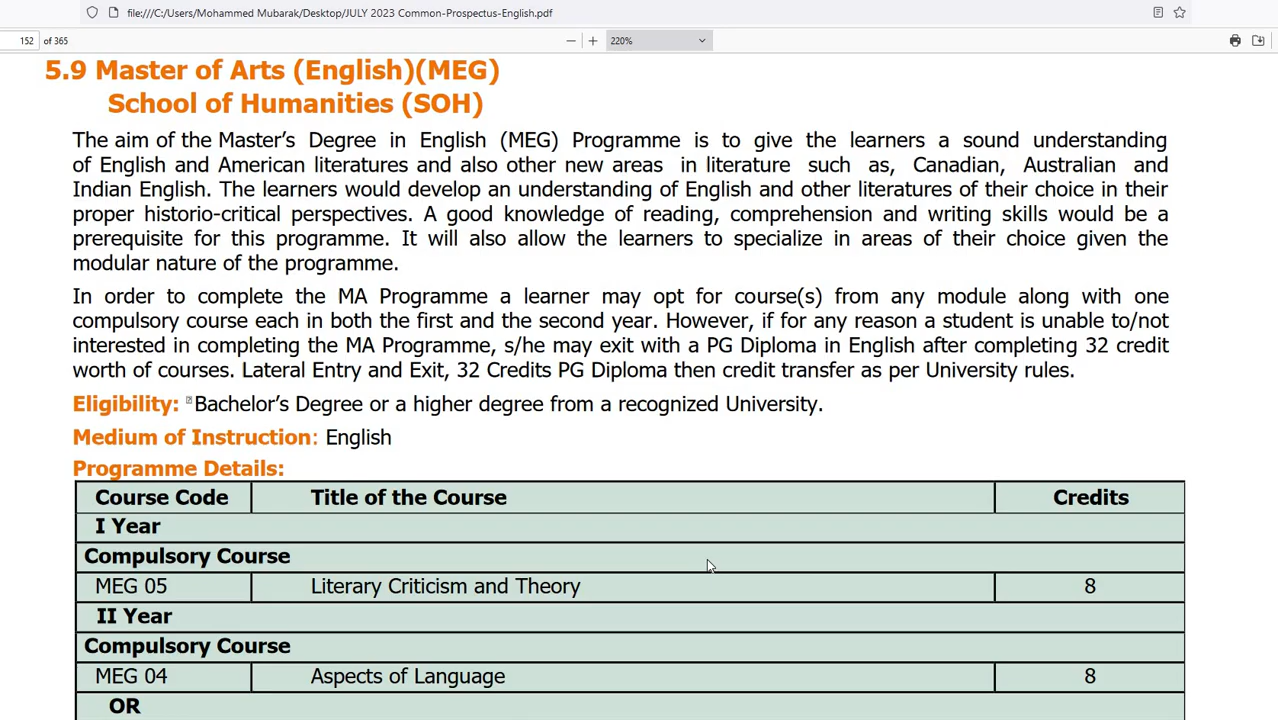 file:///C:/Users/Mohammed Mubarak/Desktop/JULY 2023 Common-Prospectus-English.pdf
152 of 365
220%
5.9 Master of Arts (English)(MEG)
School of Humanities (SOH)
The aim of the Master's Degree in English (MEG) Programme is to give the learners a sound understanding
of English and American literatures and also other new areas in literature such as, Canadian, Australian and
Indian English. The learners would develop an understanding of English and other literatures of their choice in their
proper historio-critical perspectives. A good knowledge of reading, comprehension and writing skills would be a
prerequisite for this programme. It will also allow the learners to specialize in areas of their choice given the
modular nature of the programme.
In order to complete the MA Programme a learner may opt for course(s) from any module along with one
compulsory course each in both the first and the second year. However, if for any reason a student is unable to/not
interested in completing the MA Programme, s/he may exit with a PG Diploma in English after completing 32 credit
worth of courses. Lateral Entry and Exit, 32 Credits PG Diploma then credit transfer as per University rules.
Eligibility: Bachelor's Degree or a higher degree from a recognized University.
Medium of Instruction: English
Programme Details:
Course Code Title of the Course Credits
I Year
Compulsory Course
MEG 05 Literary Criticism and Theory 8
II Year
Compulsory Course
MEG 04 Aspects of Language 8
OR